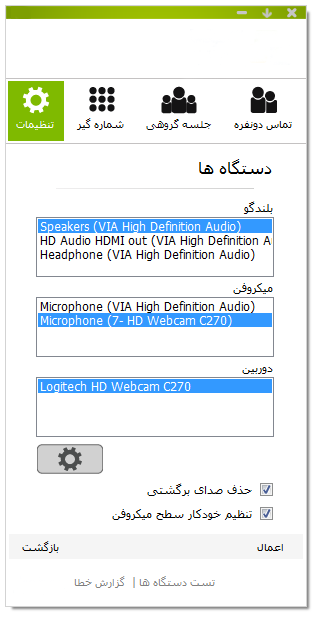 تماس دونفره
جلسه گروهی
شماره گیر
تنظیمات
دستگاه ها
بلندگو
Speakers (VIA High Definition Audio)
HD Audio HDMI out (VIA High Definition A
Headphone (VIA High Definition Audio)
میکروفن
Microphone (VIA High Definition Audio)
Microphone (7- HD Webcam C270)
دوربین
Logitech HD Webcam C270
حذف صدای برگشتی
تنظیم خودکار سطح میکروفن
اعمال
بازگشت
تست دستگاه ها | گزارش خطا